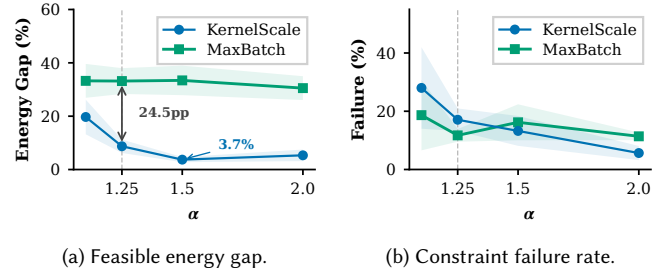 Energy Gap (%)
60
40
20
0
KernelScale
MaxBatch
24.5pp
3.7%
1.25
1.5
2.0
α
(a) Feasible energy gap.
Failure (%)
40
20
0
KernelScale
MaxBatch
1.25
1.5
2.0
α
(b) Constraint failure rate.